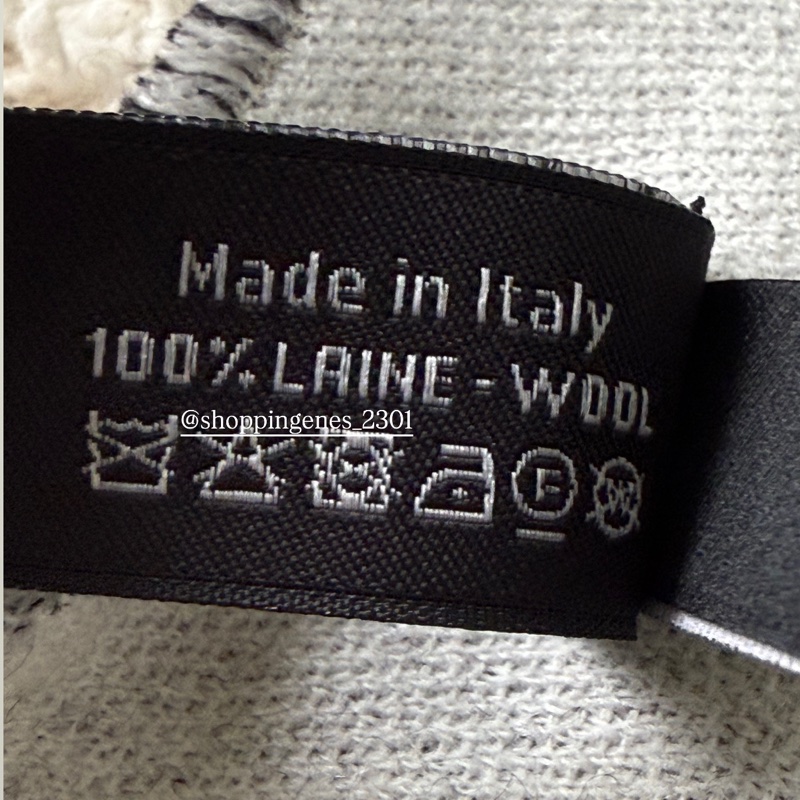 Made in Italy
100% LAINE - WOOL
@shoppingenes_2301
F W